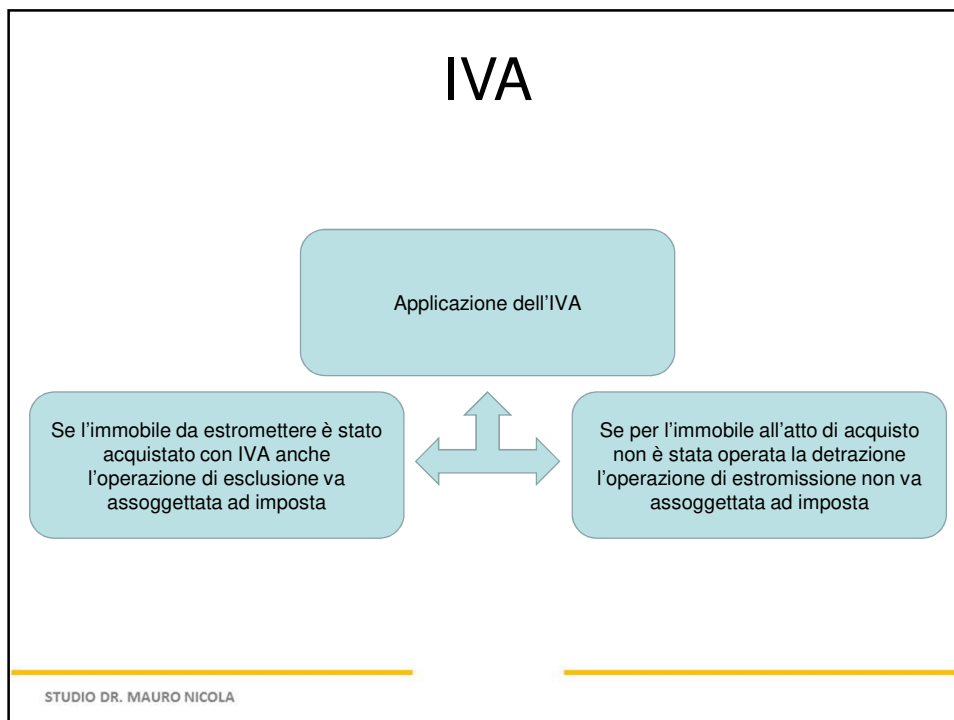 IVA
Applicazione dell'IVA
Se l'immobile da estromettere è stato
acquistato con IVA anche
l'operazione di esclusione va
assoggettata ad imposta
Se per l'immobile all'atto di acquisto
non è stata operata la detrazione
l'operazione di estromissione non va
assoggettata ad imposta
STUDIO DR. MAURO NICOLA